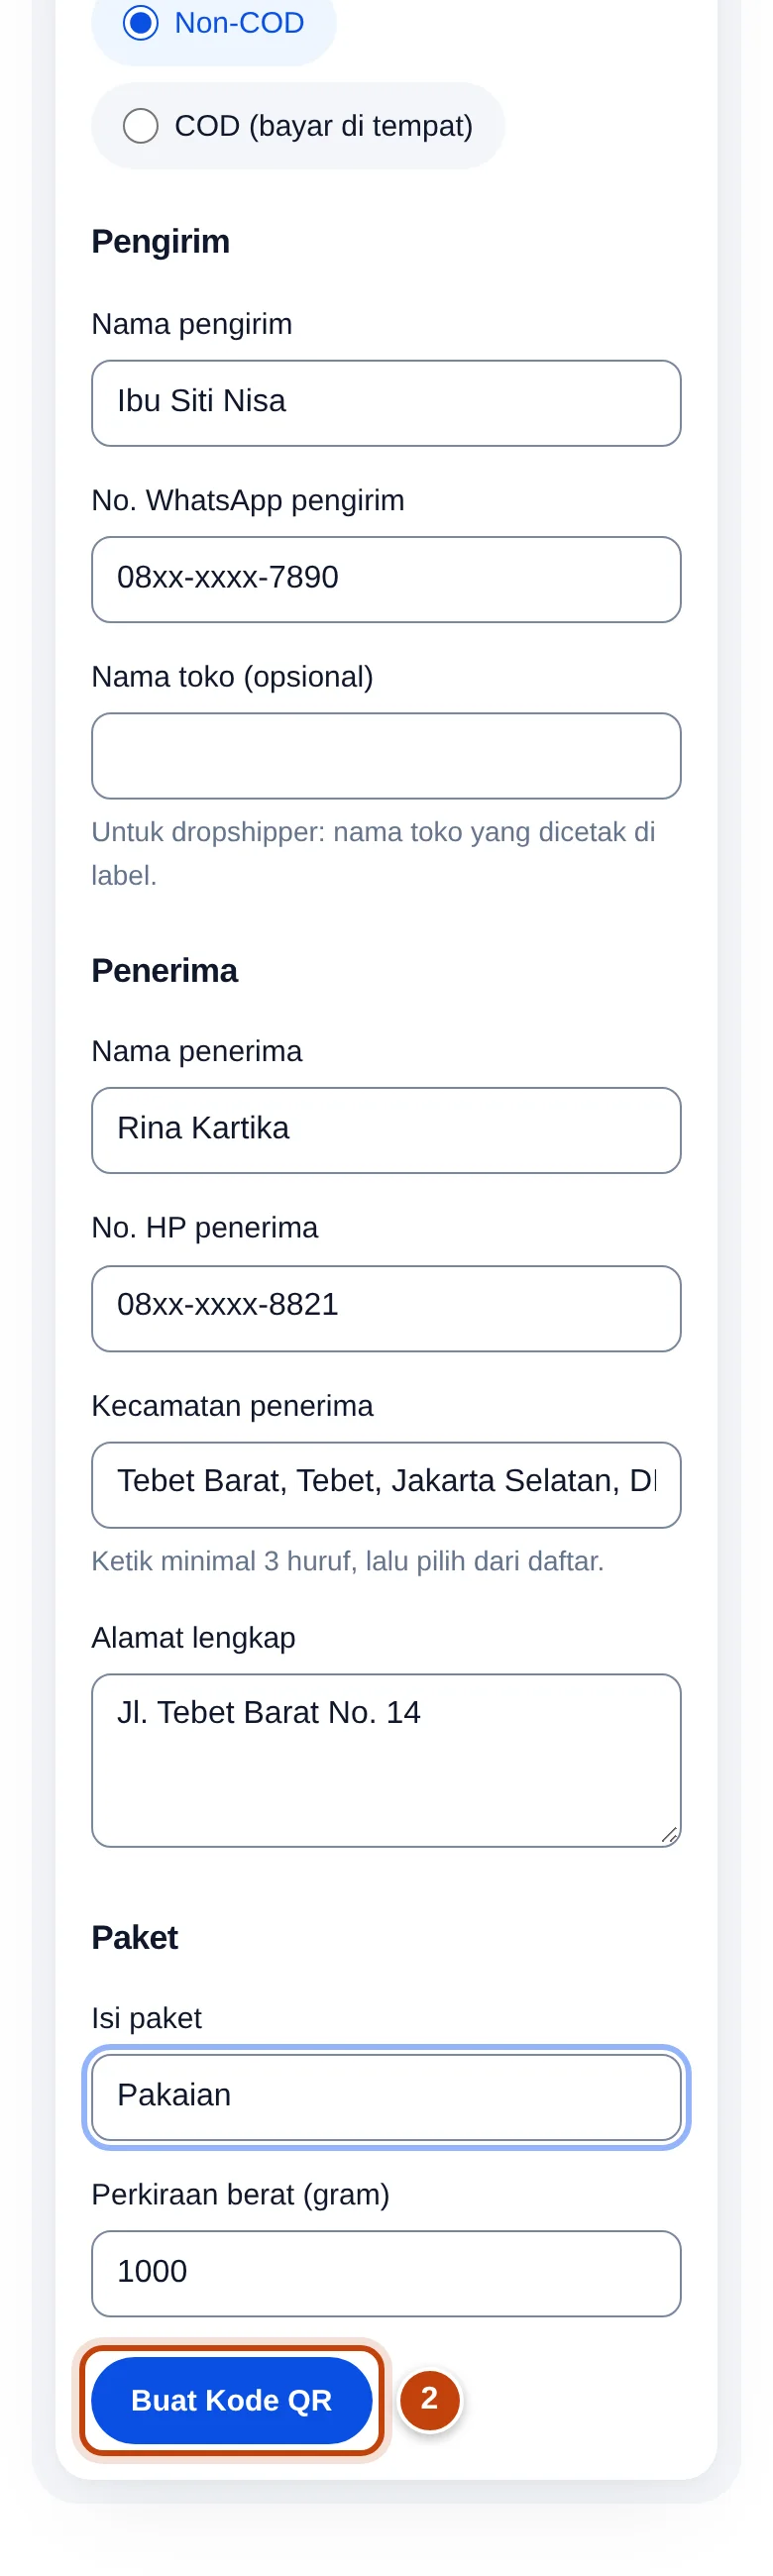 Non-COD
COD (bayar di tempat)
Pengirim
Nama pengirim
Ibu Siti Nisa
No. WhatsApp pengirim
08xx-xxxx-7890
Nama toko (opsional)
Untuk dropshipper: nama toko yang dicetak di
label.
Penerima
Nama penerima
Rina Kartika
No. HP penerima
08xx-xxxx-8821
Kecamatan penerima
Tebet Barat, Tebet, Jakarta Selatan,
Ketik minimal 3 huruf, lalu pilih dari daftar.
Alamat lengkap
Jl. Tebet Barat No. 14
Paket
Isi paket
Pakaian
Perkiraan berat (gram)
1000
Buat Kode QR
2